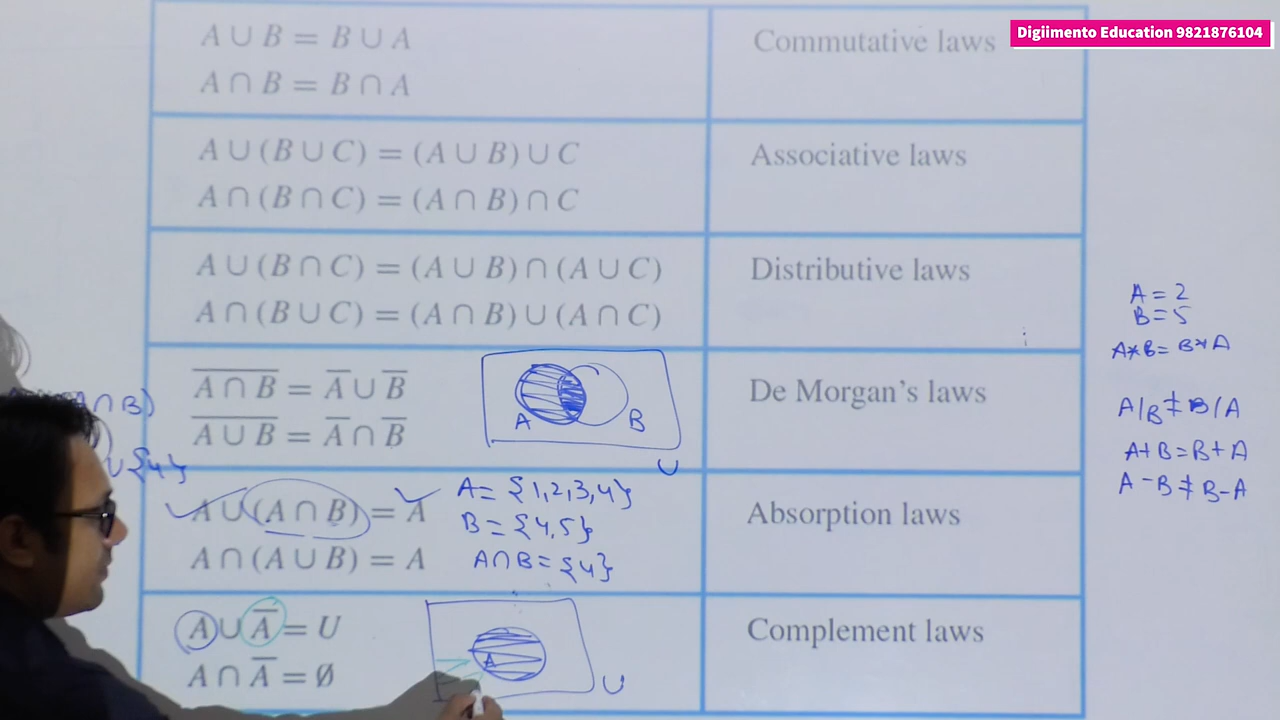 Digiimento Education 9821876104
A ∪ B = B ∪ A
A ∩ B = B ∩ A
Commutative laws
A ∪ (B ∪ C) = (A ∪ B) ∪ C
A ∩ (B ∩ C) = (A ∩ B) ∩ C
Associative laws
A ∪ (B ∩ C) = (A ∪ B) ∩ (A ∪ C)
A ∩ (B ∪ C) = (A ∩ B) ∪ (A ∩ C)
Distributive laws
A̅ ̅∩̅ ̅B̅ = A̅ ∪ B̅
A̅ ̅∪̅ ̅B̅ = A̅ ∩ B̅
A B
U
De Morgan's laws
∩ B)
∪ {4}
A ∪ (A ∩ B) = A
A ∩ (A ∪ B) = A
A = {1,2,3,4}
B = {4,5}
A∩B = {4}
Absorption laws
A ∪ A̅ = U
A ∩ A̅ = Ø
A
U
Complement laws
A = 2
B = 5
A*B = B*A
A/B ≠ B/A
A+B = B+A
A-B ≠ B-A